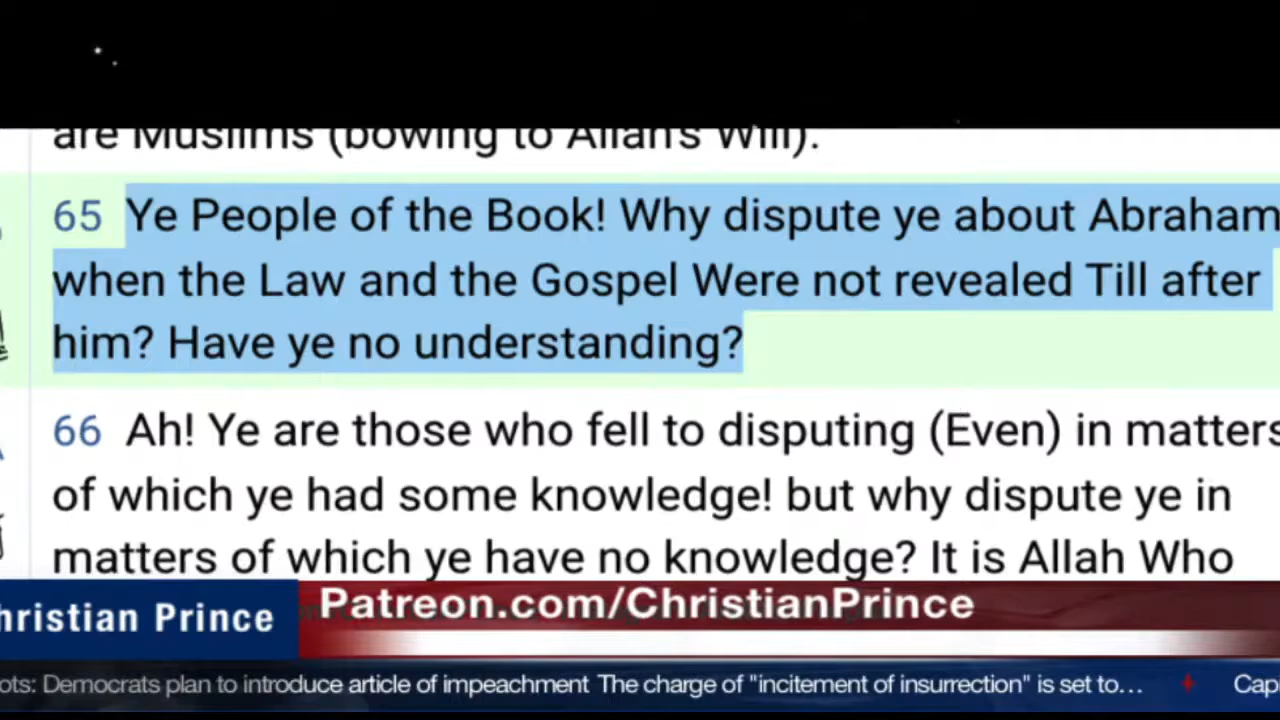 are Muslims (bowing to Allah's Will).
65 Ye People of the Book! Why dispute ye about Abraham
when the Law and the Gospel Were not revealed Till after
him? Have ye no understanding?
66 Ah! Ye are those who fell to disputing (Even) in matters
of which ye had some knowledge! but why dispute ye in
matters of which ye have no knowledge? It is Allah Who
hristian Prince
Patreon.com/ChristianPrince
ots: Democrats plan to introduce article of impeachment The charge of "incitement of insurrection" is set to… Cap